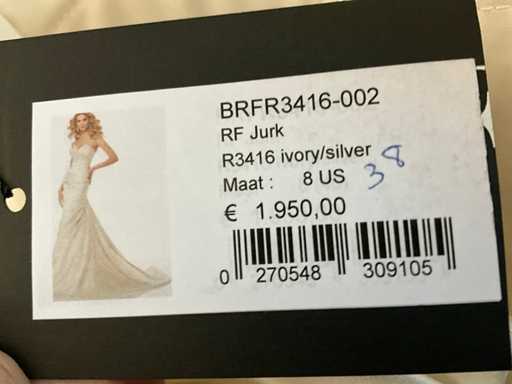 BRFR3416-002
RF Jurk
R3416 ivory/silver
Maat : 8 US 38
€ 1.950,00
0 270548 309105